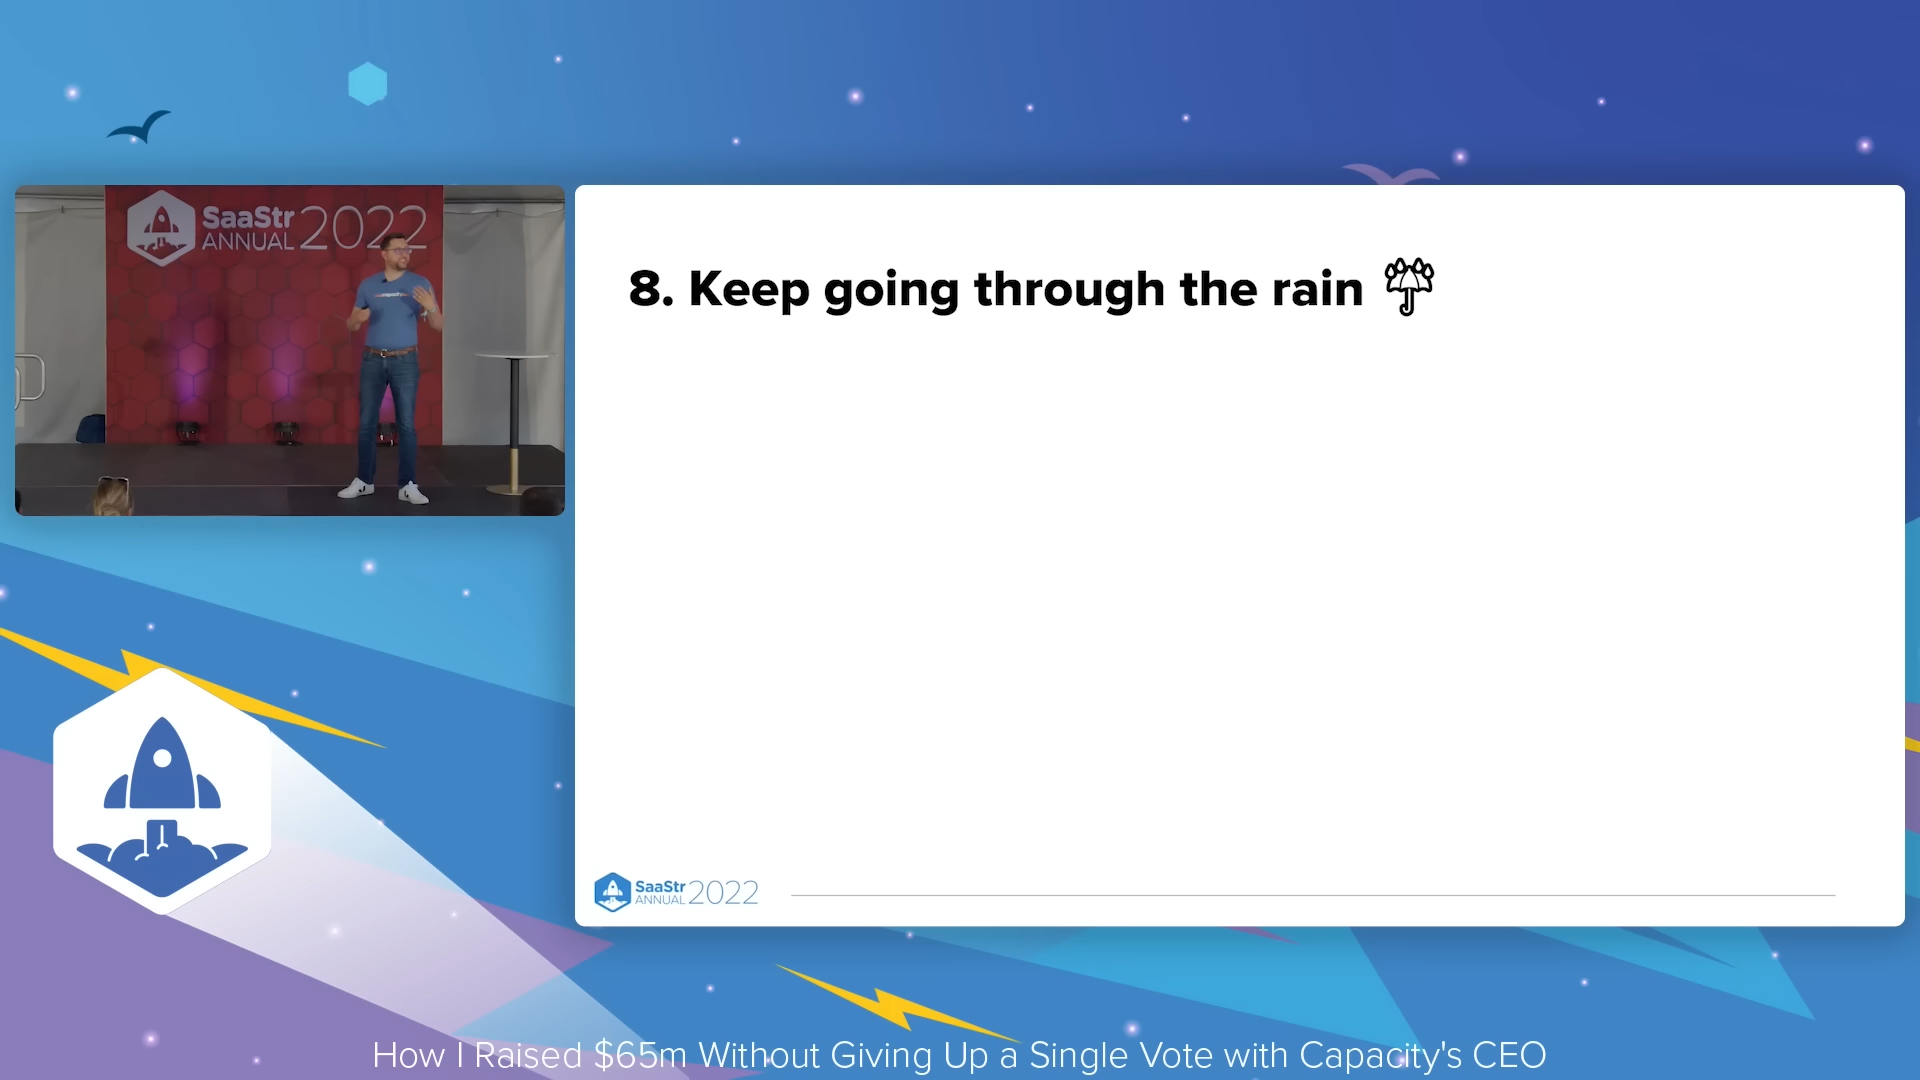 SaaStr
ANNUAL 2022
8. Keep going through the rain
SaaStr
ANNUAL 2022
How I Raised $65m Without Giving Up a Single Vote with Capacity's CEO